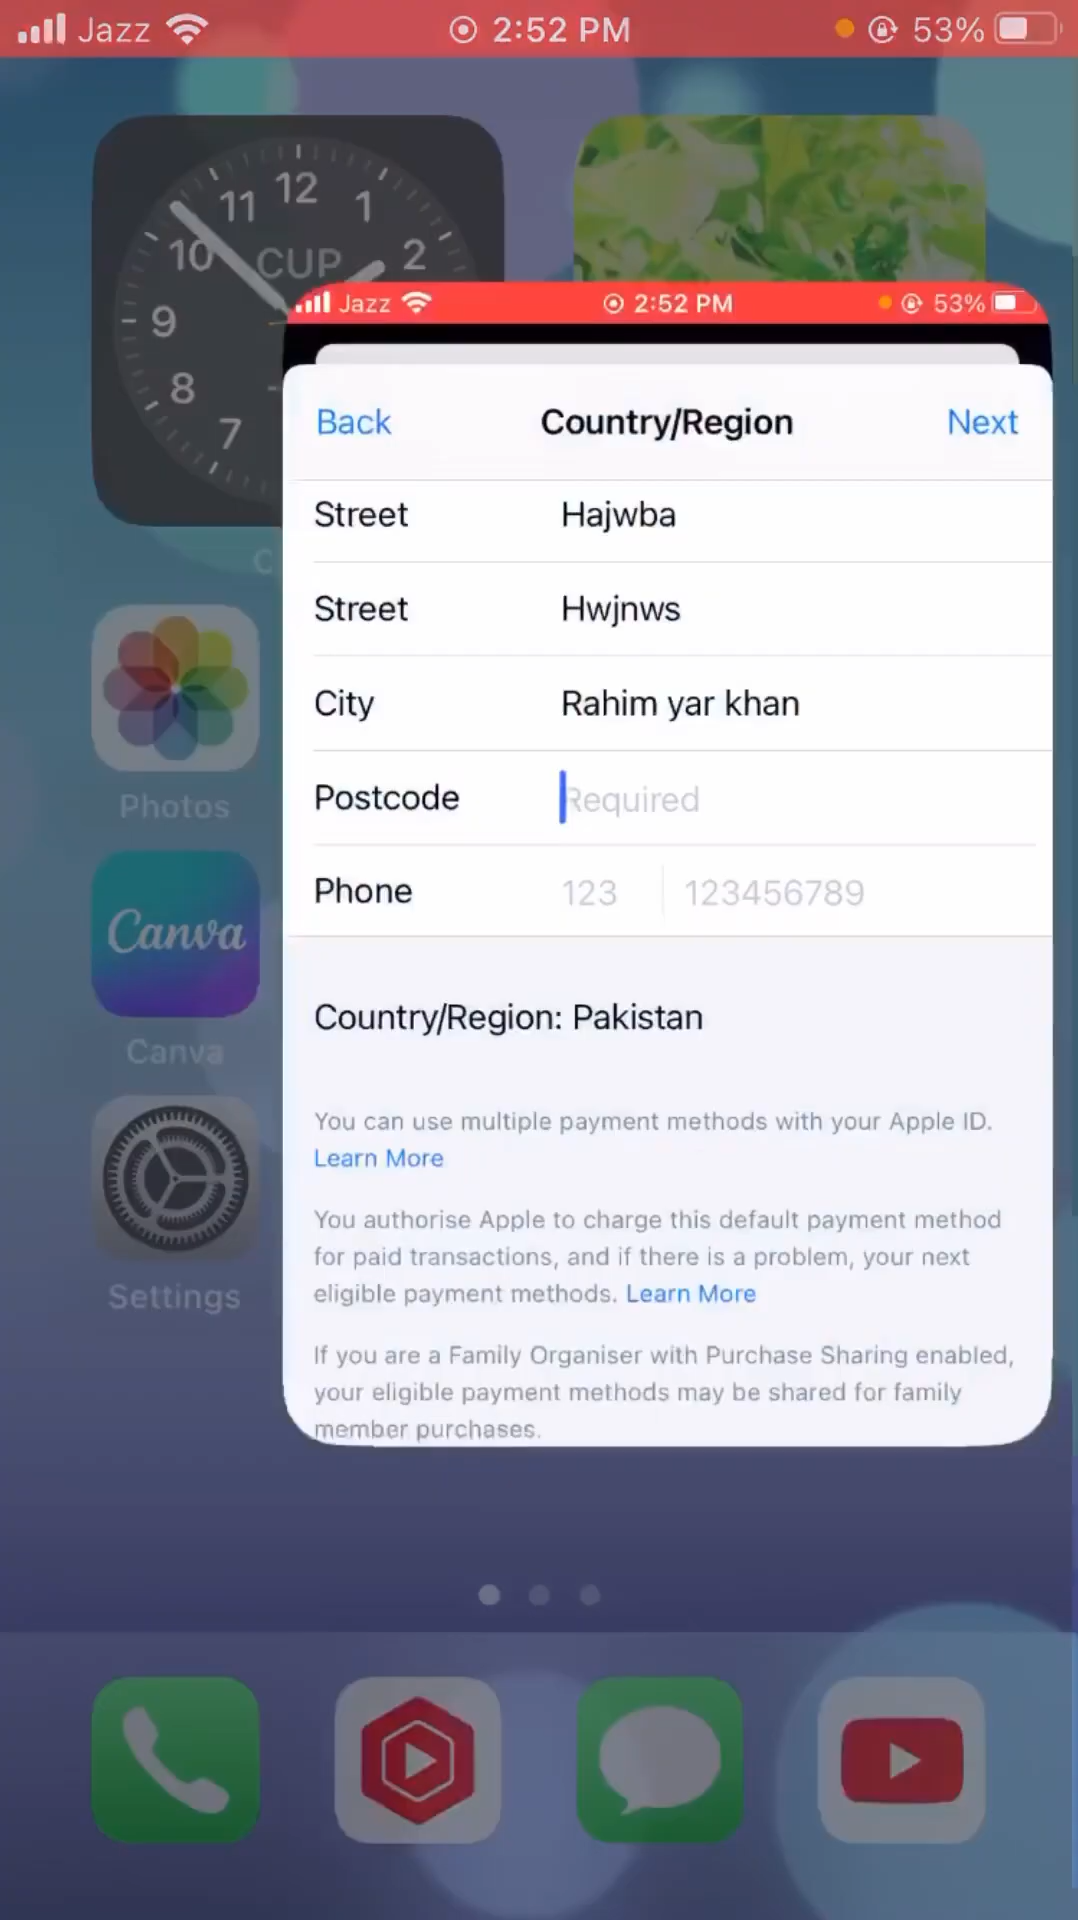 Jazz 2:52 PM 53%
12
11 1
10 CUP 2
9
8
7
Jazz 2:52 PM 53%
Back Country/Region Next
Street Hajwba
Street Hwjnws
City Rahim yar khan
Postcode Required
Phone 123 123456789
Country/Region: Pakistan
You can use multiple payment methods with your Apple ID.
Learn More
You authorise Apple to charge this default payment method
for paid transactions, and if there is a problem, your next
eligible payment methods. Learn More
If you are a Family Organiser with Purchase Sharing enabled,
your eligible payment methods may be shared for family
member purchases.
Photos
Canva
Canva
Settings